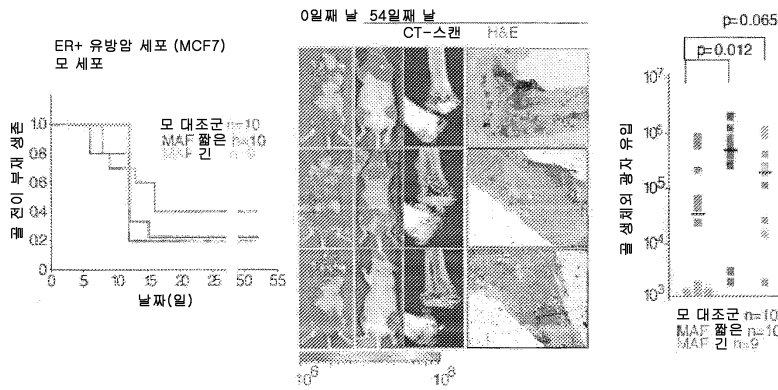 ER+ 유방암 세포 (MCF7)
모 세포
골 전이 부재 생존
1.0
0.8
0.6
0.4
0.2
0
0 5 10 15 20 25 50 55
날짜(일)
모 대조군 n=10
MAF 짧은 n=10
MAF 긴 n=9
0일째 날 54일째 날
CT-스캔 H&E
10⁶ 10⁸
p=0.065
p=0.012
골 생체외 광자 유입
10⁷
10⁶
10⁵
10⁴
10³
모 대조군 n=10
MAF 짧은 n=10
MAF 긴 n=9